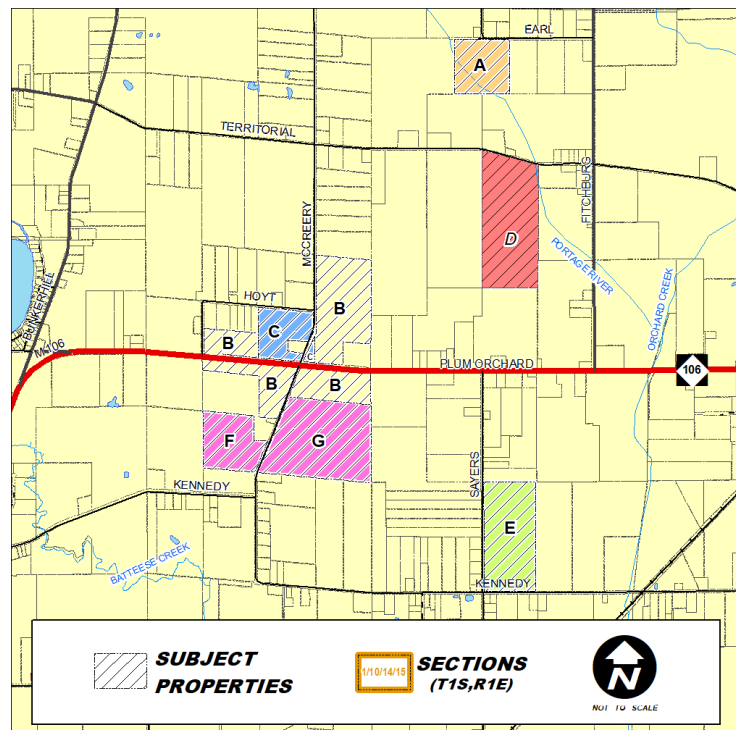 EARL
A
TERRITORIAL
FITCHBURG
MCCREERY
D
PORTAGE RIVER
ORCHARD CREEK
BUNKERHILL
HOYT
B
C
C
B
M 106
PLUM ORCHARD
106
B
B
F
G
SAYERS
KENNEDY
E
BATTEESE CREEK
KENNEDY
SUBJECT
PROPERTIES
1/10/14/15
SECTIONS
(T1S,R1E)
N
NOT TO SCALE